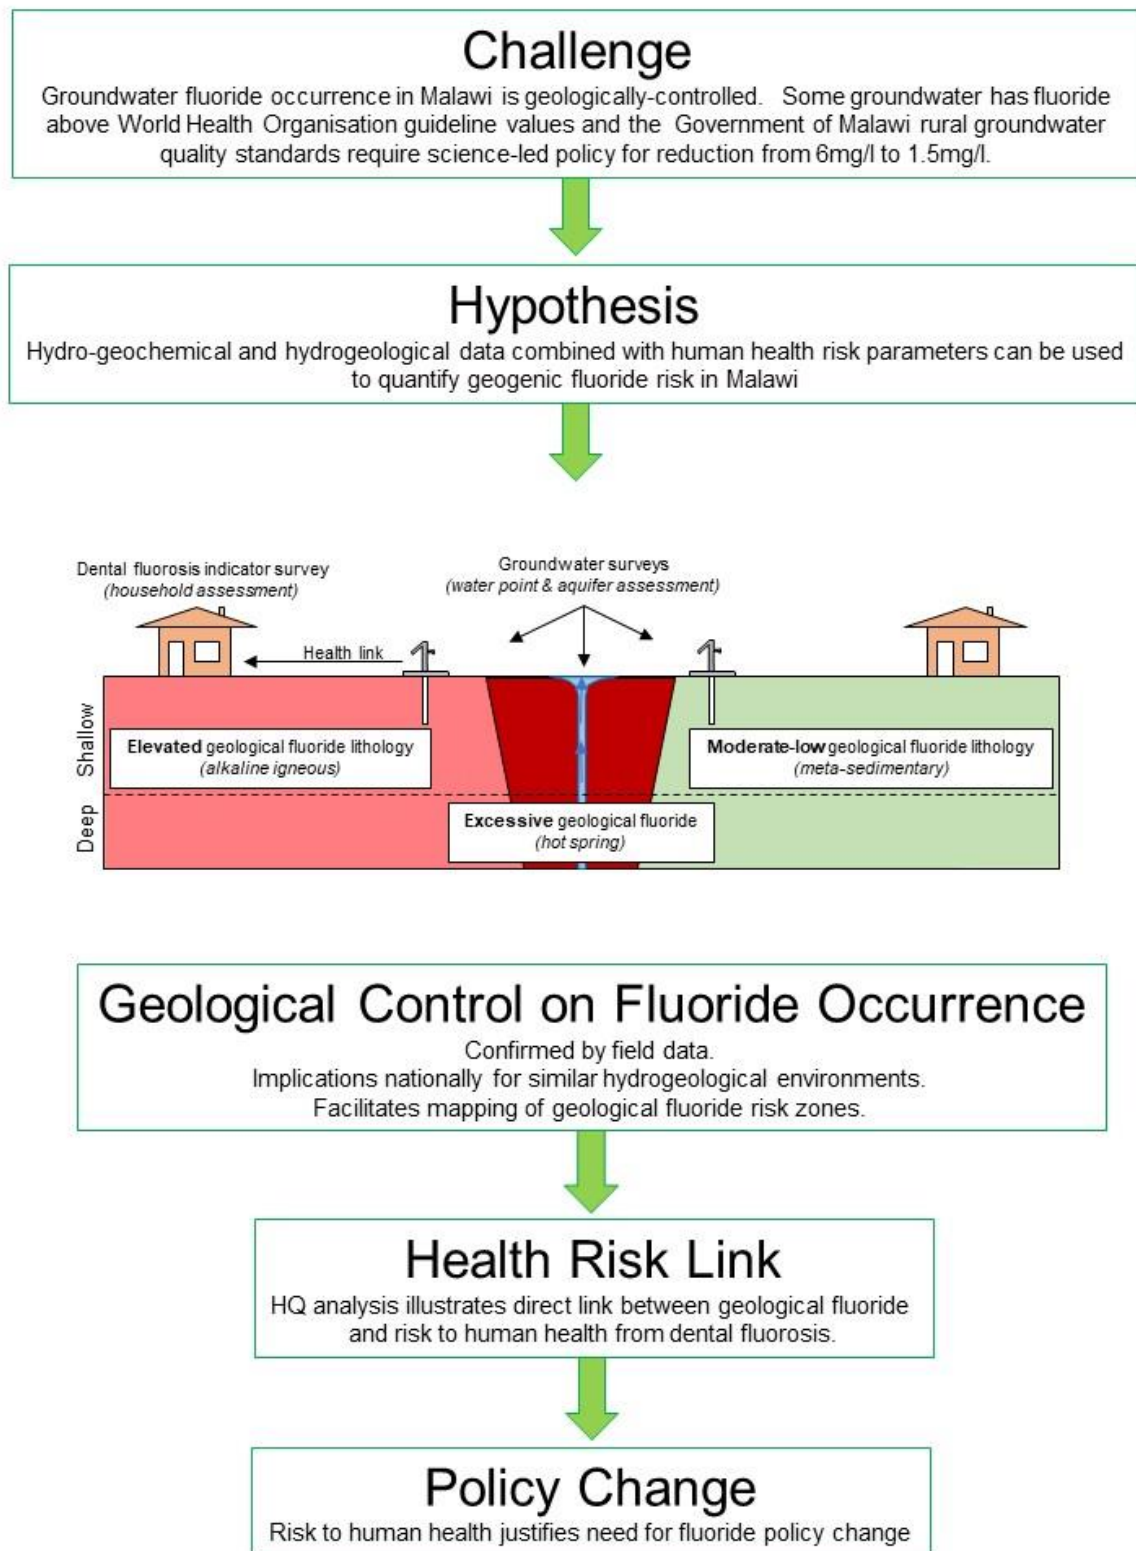 Challenge
Groundwater fluoride occurrence in Malawi is geologically-controlled. Some groundwater has fluoride
above World Health Organisation guideline values and the Government of Malawi rural groundwater
quality standards require science-led policy for reduction from 6mg/l to 1.5mg/l.
Hypothesis
Hydro-geochemical and hydrogeological data combined with human health risk parameters can be used
to quantify geogenic fluoride risk in Malawi
Dental fluorosis indicator survey
(household assessment)
Groundwater surveys
(water point & aquifer assessment)
Health link
Shallow
Elevated geological fluoride lithology
(alkaline igneous)
Moderate-low geological fluoride lithology
(meta-sedimentary)
Deep
Excessive geological fluoride
(hot spring)
Geological Control on Fluoride Occurrence
Confirmed by field data.
Implications nationally for similar hydrogeological environments.
Facilitates mapping of geological fluoride risk zones.
Health Risk Link
HQ analysis illustrates direct link between geological fluoride
and risk to human health from dental fluorosis.
Policy Change
Risk to human health justifies need for fluoride policy change